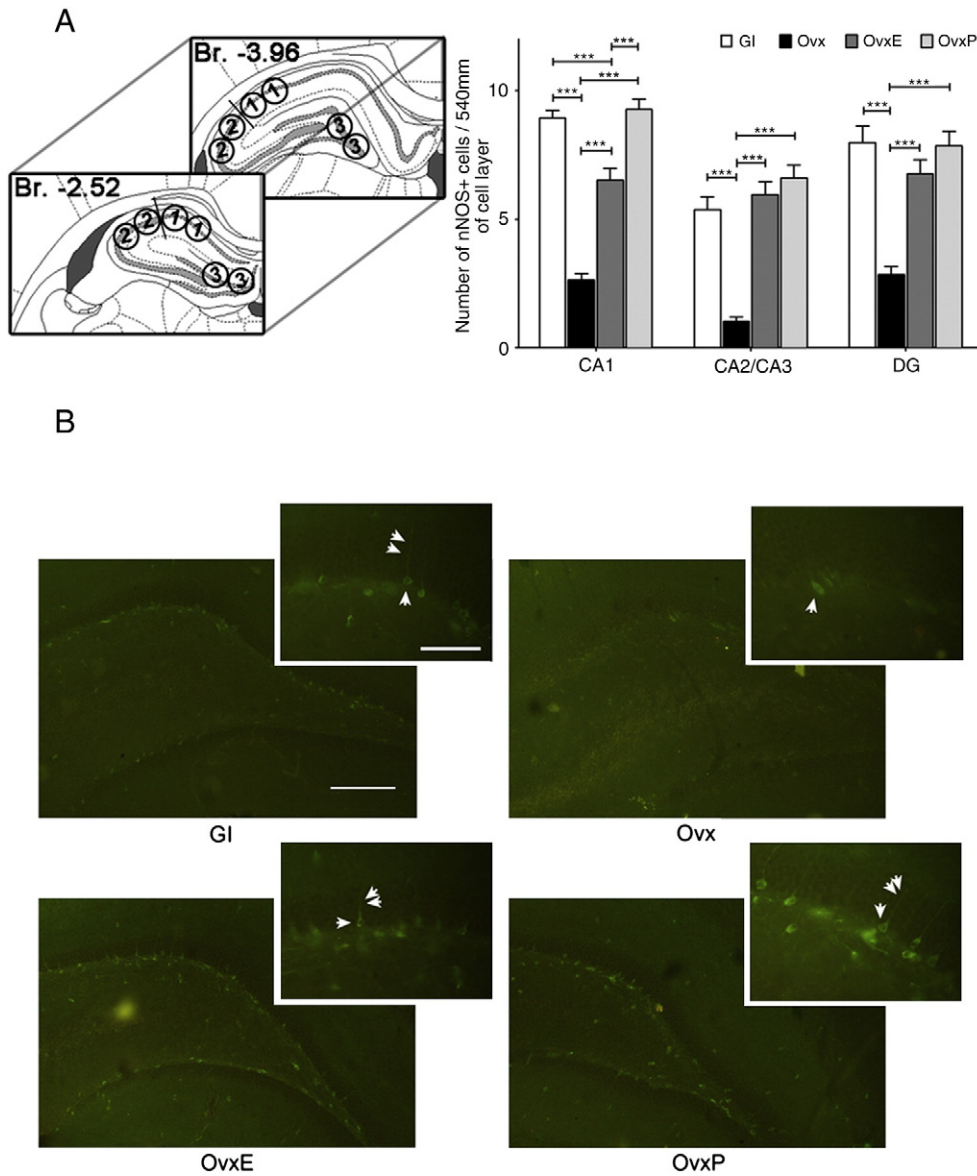 A
Br. -3.96
1 1
2
2
3
3
Br. -2.52
2 2 1 1
3 3
GI Ovx OvxE OvxP
Number of nNOS+ cells / 540mm
of cell layer
10
5
0
***
***
***
***
***
***
***
***
***
***
***
***
CA1 CA2/CA3 DG
B
GI
Ovx
OvxE
OvxP